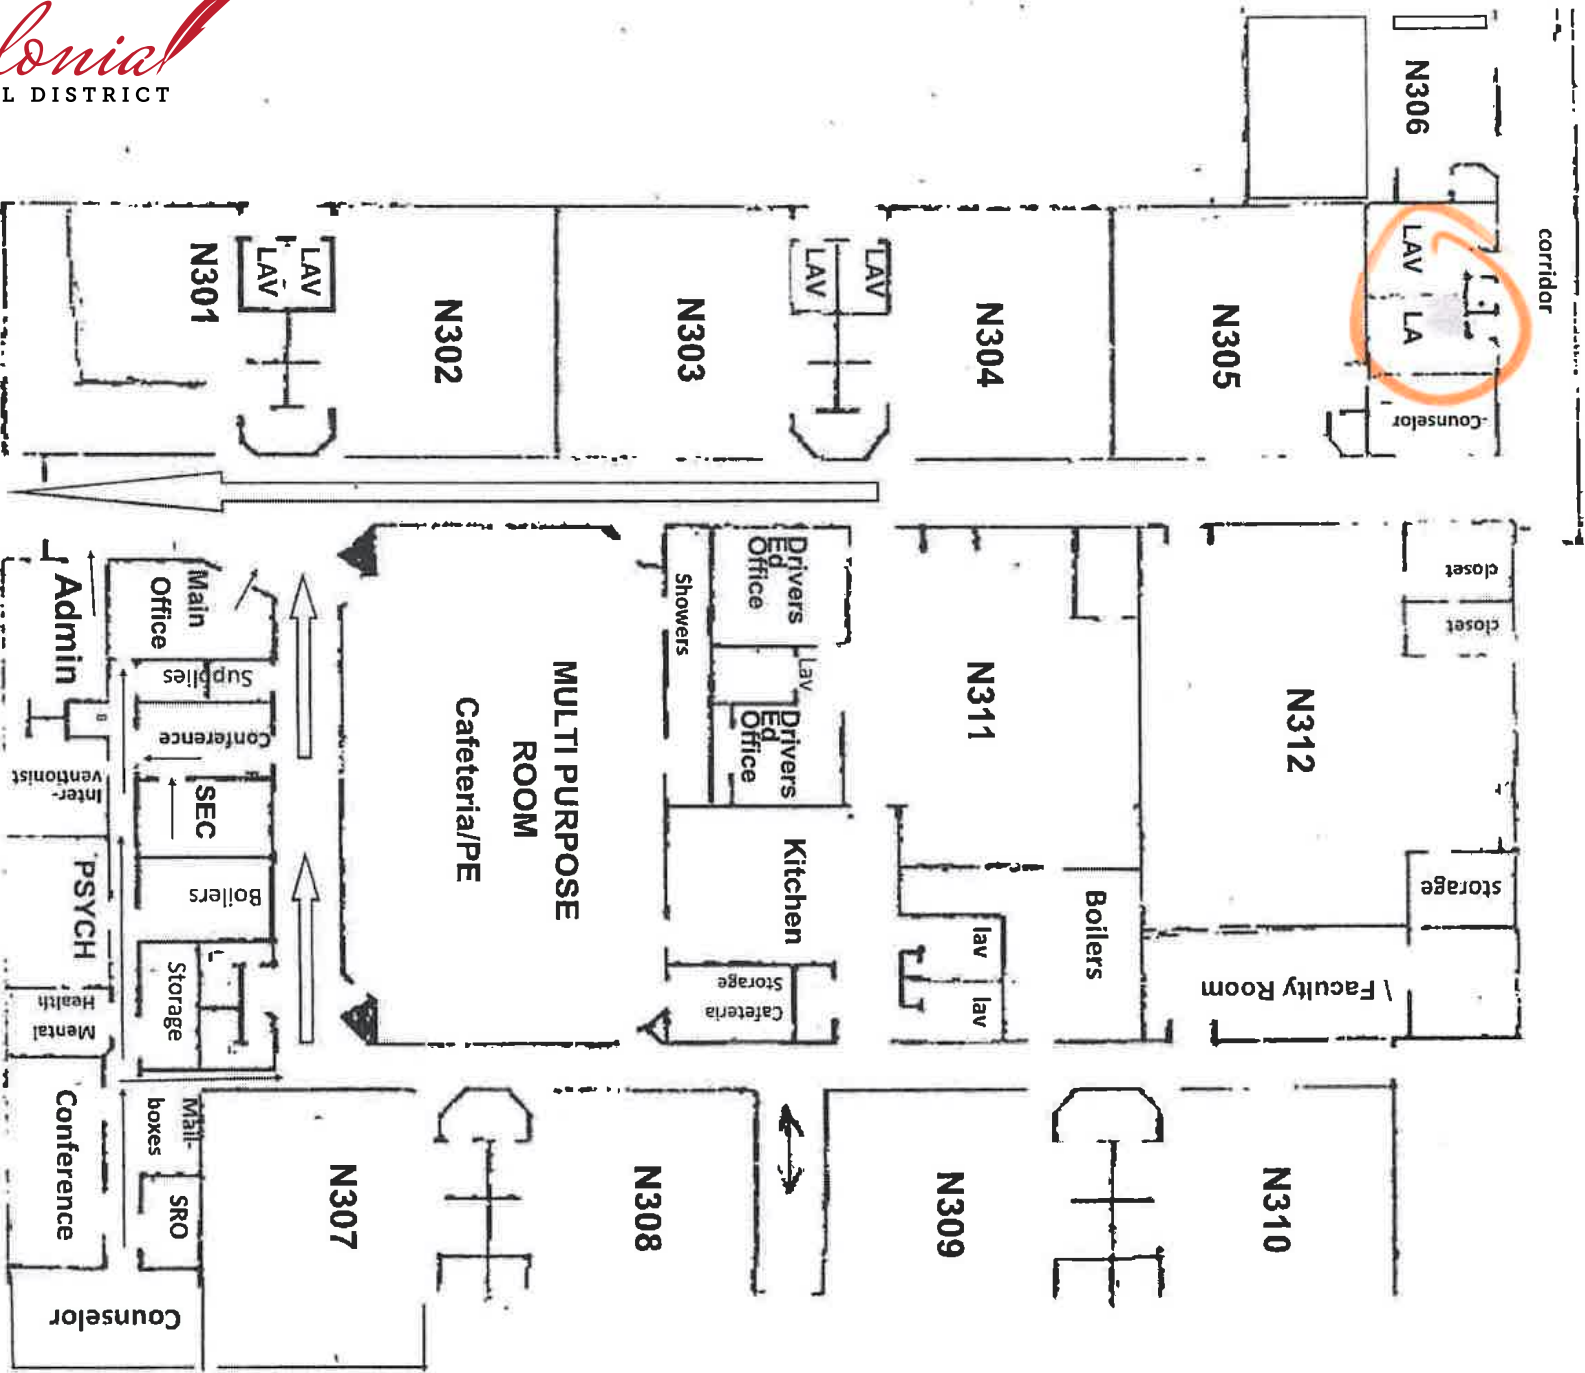 lonial
L DISTRICT
N306
corridor
N301
LAV
LAV
N302
N303
LAV
LAV
N304
N305
LAV
LA
Counselor
Admin
Main
Office
Supplies
Conference
Inter-
ventionist
SEC
PSYCH
Boilers
Mental
Health
Storage
Conference
Mail-
boxes
SRO
Counselor
MULTI PURPOSE
ROOM
Cafeteria/PE
Showers
Drivers
Ed
Office
Lav
Drivers
Ed
Office
Kitchen
Cafeteria
Storage
N311
lav
lav
Boilers
N312
closet
closet
storage
Faculty Room
N307
N308
N309
N310